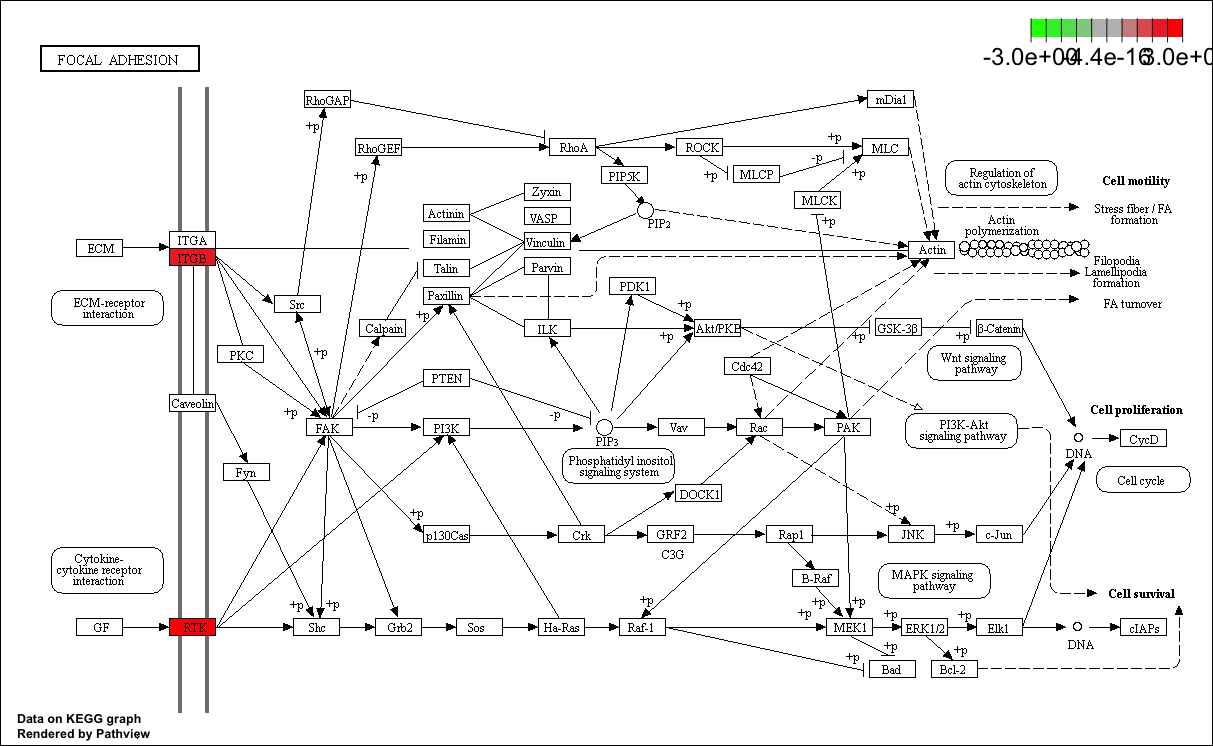 FOCAL ADHESION
-3.0e+00
-4.4e-16
3.0e+0
RhoGAP
mDia1
+p
RhoGEF
RhoA
ROCK
+p
MLC
-p
+p
+p
MLCP
+p
PIP5K
MLCK
+p
Regulation of
actin cytoskeleton
Cell motility
Zyxin
Actinin
VASP
PIP2
Stress fiber / FA
formation
Actin
polymerization
ECM
ITGA
ITGB
Filamin
Vinculin
Actin
Talin
Parvin
Filopodia
Lamellipodia
formation
ECM-receptor
interaction
Src
Paxillin
PDK1
+p
FA turnover
+p
Calpain
ILK
Akt/PKB
+p
+p
GSK-3β
+p
β-Catenin
PKC
+p
Cdc42
Wnt signaling
pathway
PTEN
Caveolin
+p
-p
-p
Cell proliferation
FAK
PI3K
PIP3
Vav
Rac
PAK
PI3K-Akt
signaling pathway
DNA
CycD
Fyn
Phosphatidyl inositol
signaling system
Cell cycle
DOCK1
+p
+p
p130Cas
Crk
GRF2
C3G
Rap1
JNK
+p
c-Jun
Cytokine-
cytokine receptor
interaction
B-Raf
MAPK signaling
pathway
Cell survival
+p
+p
+p
+p
+p
+p
+p
+p
GF
RTK
Shc
Grb2
Sos
Ha-Ras
Raf-1
MEK1
ERK1/2
Elk1
DNA
cIAPs
+p
+p
+p
Bad
Bcl-2
Data on KEGG graph
Rendered by Pathview